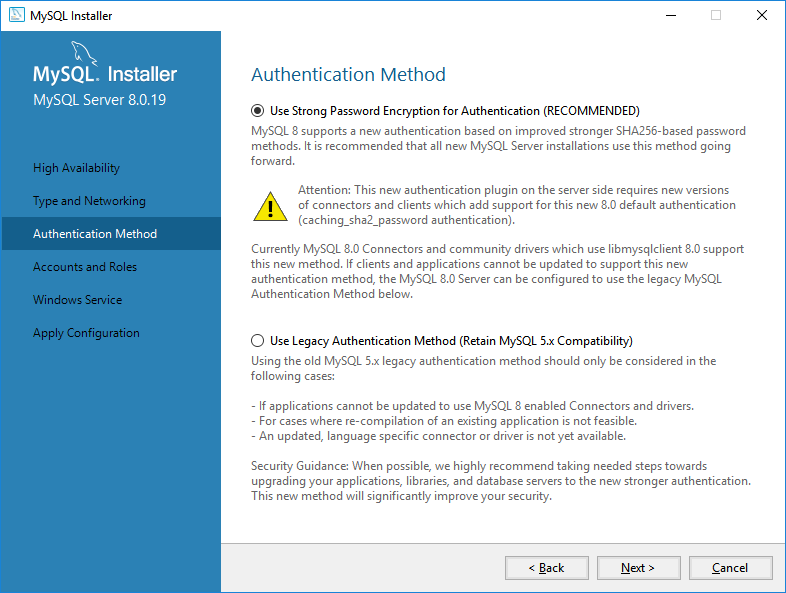 MySQL Installer
MySQL® Installer
MySQL Server 8.0.19
High Availability
Type and Networking
Authentication Method
Accounts and Roles
Windows Service
Apply Configuration
Authentication Method
Use Strong Password Encryption for Authentication (RECOMMENDED)
MySQL 8 supports a new authentication based on improved stronger SHA256-based password
methods. It is recommended that all new MySQL Server installations use this method going
forward.
Attention: This new authentication plugin on the server side requires new versions
of connectors and clients which add support for this new 8.0 default authentication
(caching_sha2_password authentication).
Currently MySQL 8.0 Connectors and community drivers which use libmysqlclient 8.0 support
this new method. If clients and applications cannot be updated to support this new
authentication method, the MySQL 8.0 Server can be configured to use the legacy MySQL
Authentication Method below.
Use Legacy Authentication Method (Retain MySQL 5.x Compatibility)
Using the old MySQL 5.x legacy authentication method should only be considered in the
following cases:
- If applications cannot be updated to use MySQL 8 enabled Connectors and drivers.
- For cases where re-compilation of an existing application is not feasible.
- An updated, language specific connector or driver is not yet available.
Security Guidance: When possible, we highly recommend taking needed steps towards
upgrading your applications, libraries, and database servers to the new stronger authentication.
This new method will significantly improve your security.
< Back
Next >
Cancel